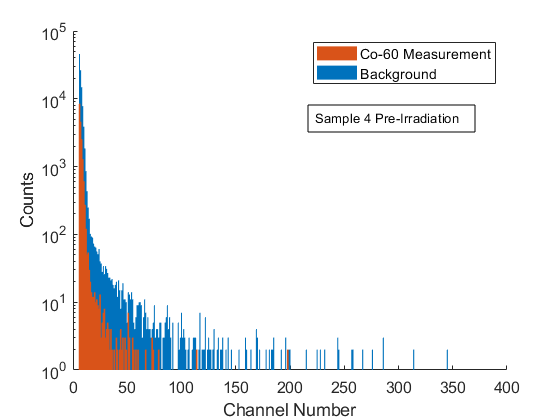 10^5
10^4
10^3
10^2
10^1
10^0
Counts
Co-60 Measurement
Background
Sample 4 Pre-Irradiation
0 50 100 150 200 250 300 350 400
Channel Number